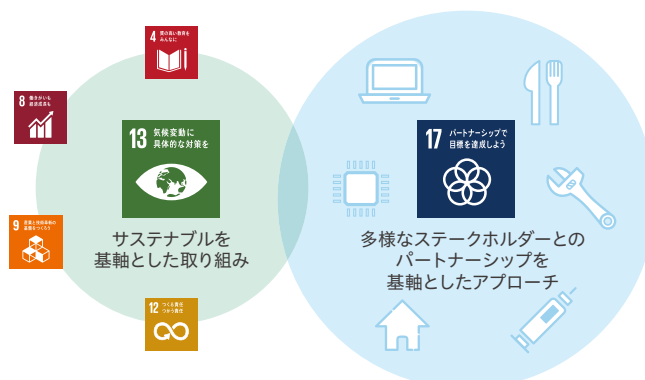 4 質の高い教育を
みんなに
8 働きがいも
経済成長も
13 気候変動に
具体的な対策を
17 パートナーシップで
目標を達成しよう
9 産業と技術革新の
基盤をつくろう
サステナブルを
基軸とした取り組み
多様なステークホルダーとの
パートナーシップを
基軸としたアプローチ
12 つくる責任
つかう責任